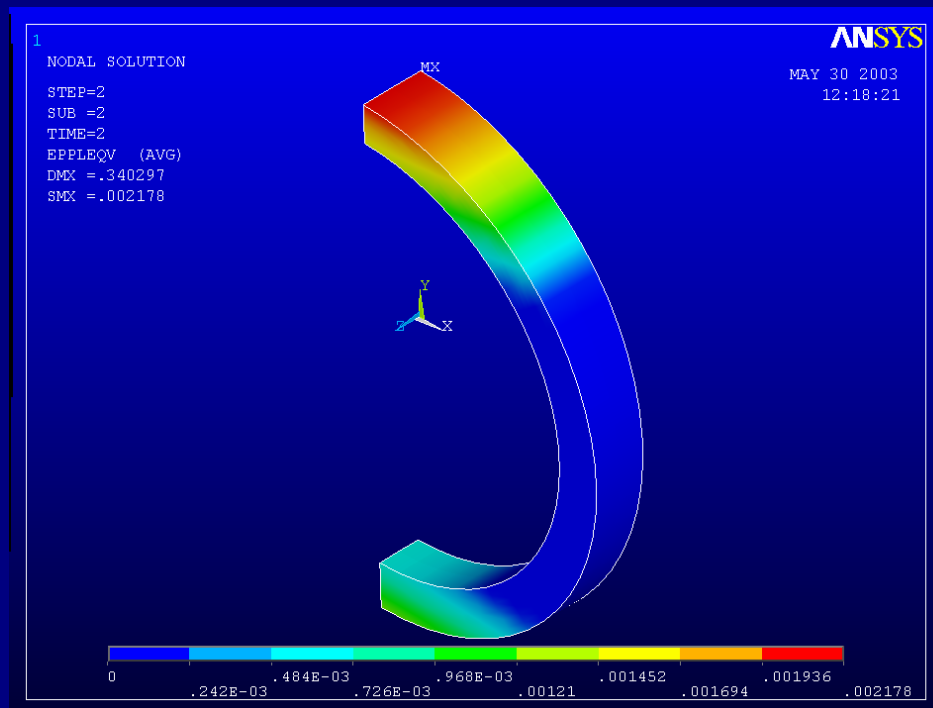 1
ANSYS
NODAL SOLUTION
MAY 30 2003
12:18:21
STEP=2
SUB =2
TIME=2
EPPLEQV (AVG)
DMX =.340297
SMX =.002178
MX
Y
Z
X
0 .484E-03 .968E-03 .001452 .001936
.242E-03 .726E-03 .00121 .001694 .002178